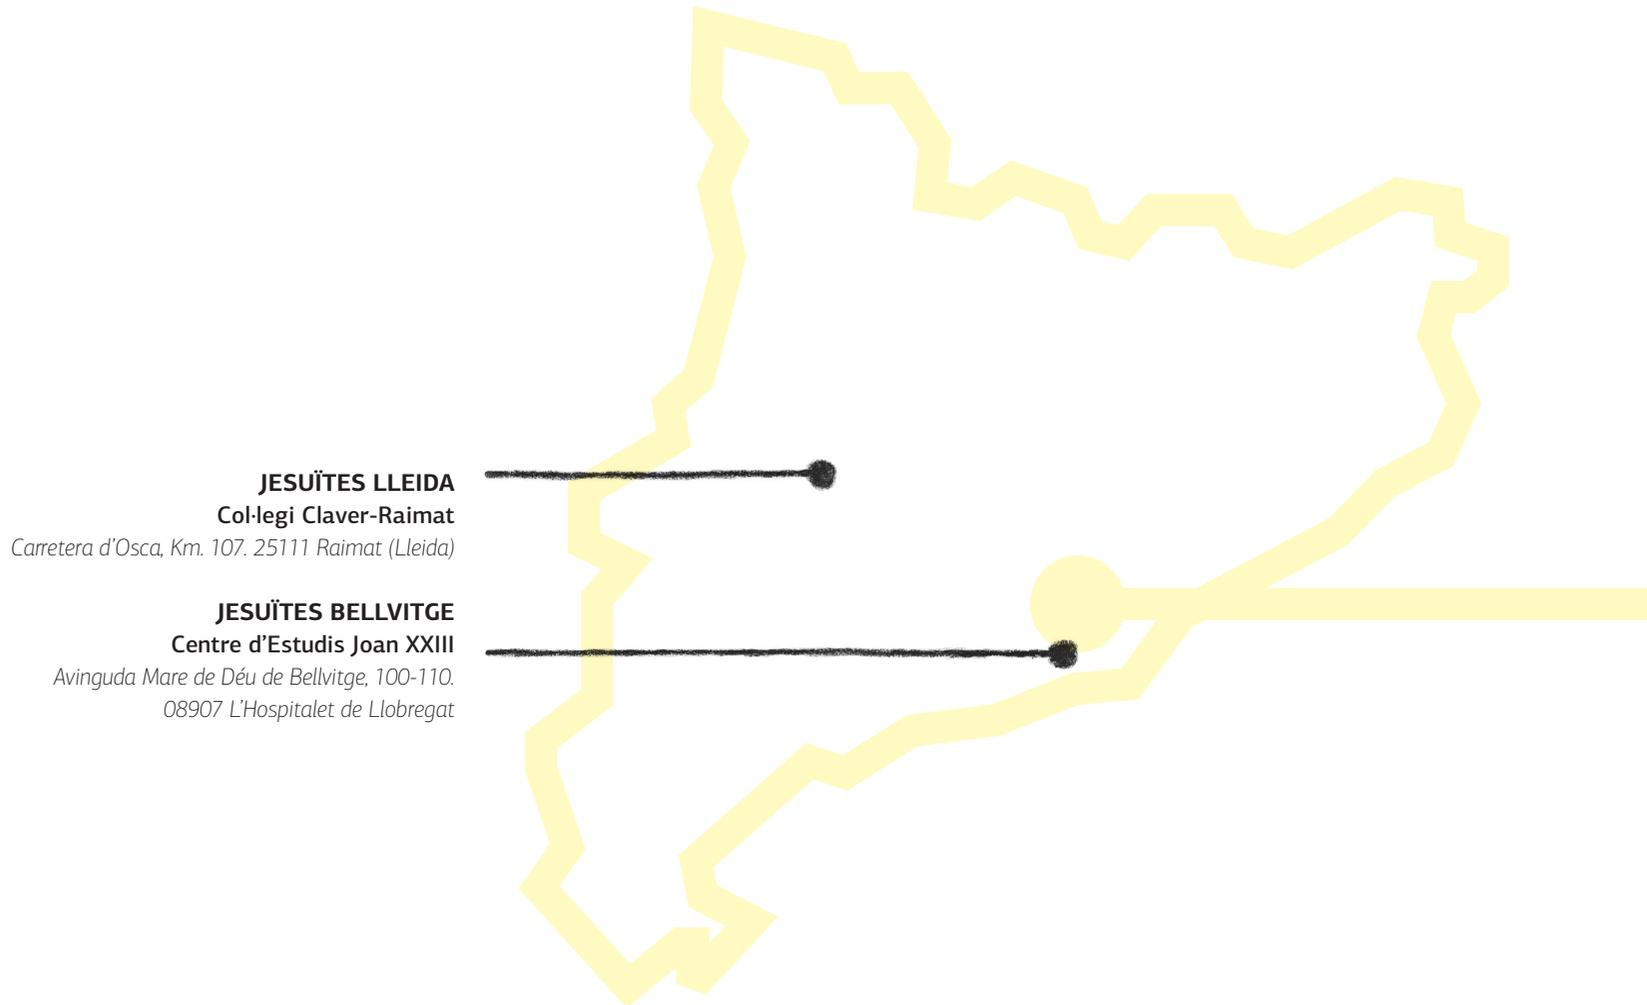 JESUÏTES LLEIDA
Col·legi Claver-Raimat
Carretera d’Osca, Km. 107. 25111 Raimat (Lleida)
JESUÏTES BELLVITGE
Centre d’Estudis Joan XXIII
Avinguda Mare de Déu de Bellvitge, 100-110.
08907 L’Hospitalet de Llobregat